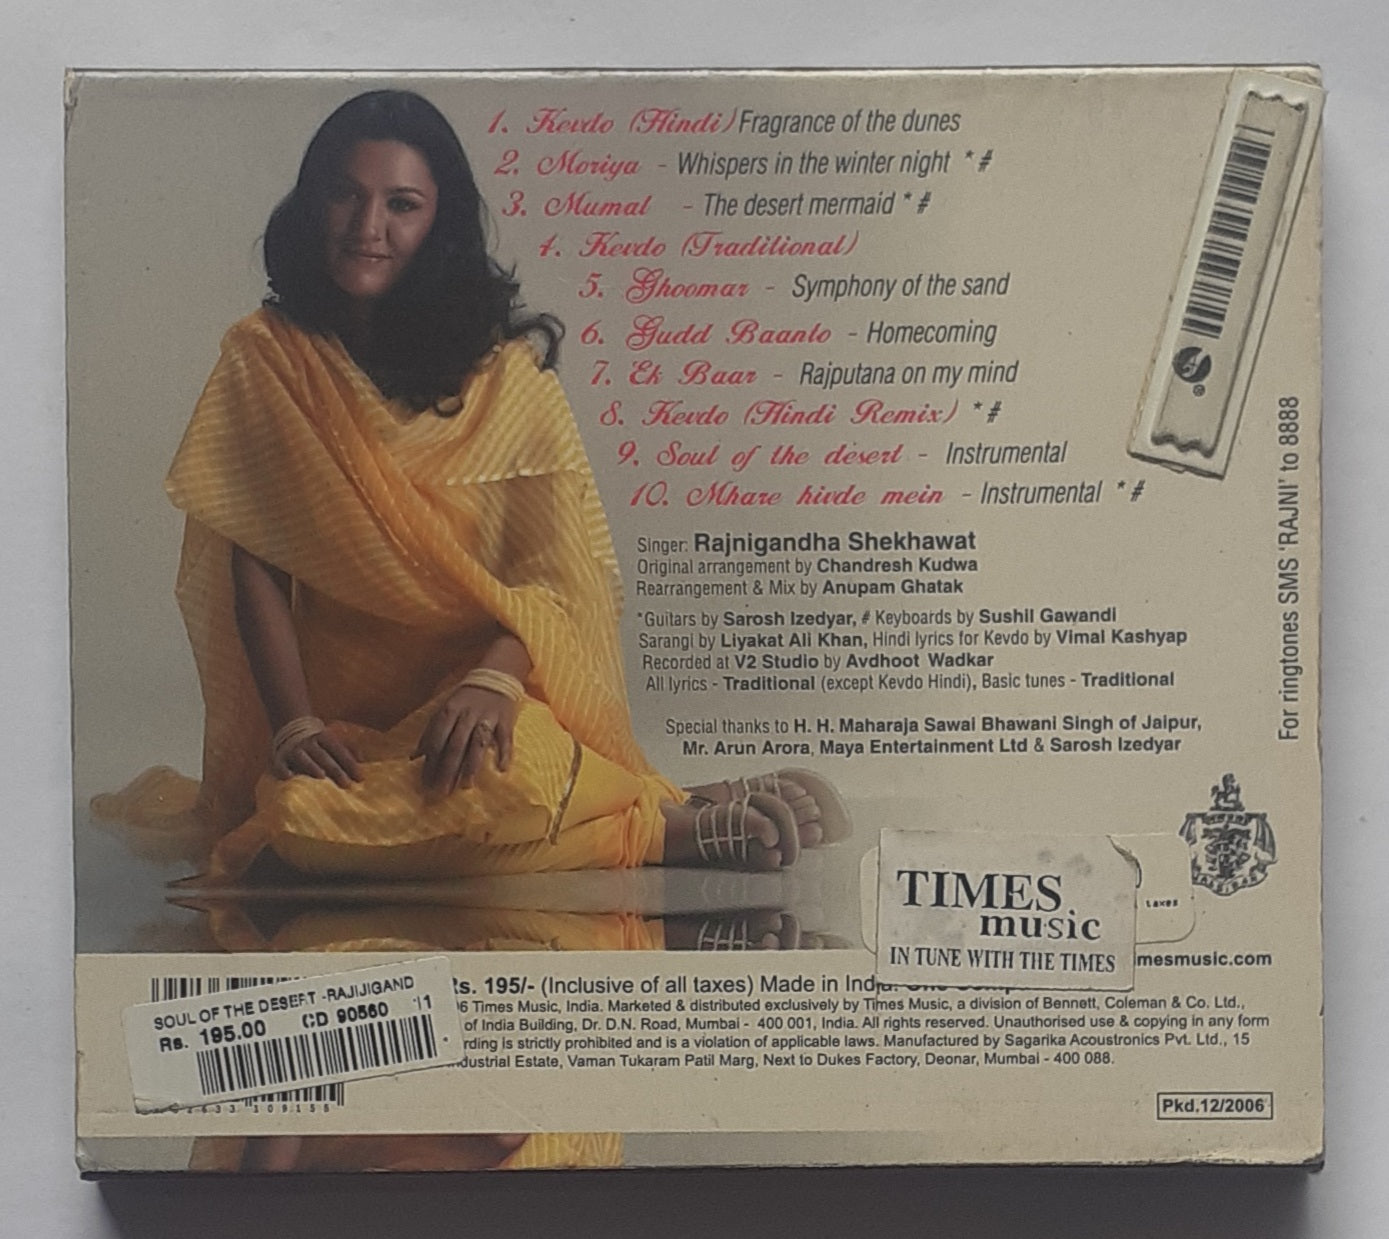 1. Kevdo (Hindi) Fragrance of the dunes
2. Moriya - Whispers in the winter night * #
3. Mumal - The desert mermaid * #
4. Kevdo (Traditional)
5. Ghoomar - Symphony of the sand
6. Gudd Baanto - Homecoming
7. Ek Baar - Rajputana on my mind
8. Kevdo (Hindi Remix) * #
9. Soul of the desert - Instrumental
10. Mhare hivde mein - Instrumental * #
Singer: Rajnigandha Shekhawat
Original arrangement by Chandresh Kudwa
Rearrangement & Mix by Anupam Ghatak
*Guitars by Sarosh Izedyar, # Keyboards by Sushil Gawandi
Sarangi by Liyakat Ali Khan, Hindi lyrics for Kevdo by Vimal Kashyap
Recorded at V2 Studio by Avdhoot Wadkar
All lyrics - Traditional (except Kevdo Hindi), Basic tunes - Traditional
Special thanks to H. H. Maharaja Sawai Bhawani Singh of Jaipur,
Mr. Arun Arora, Maya Entertainment Ltd & Sarosh Izedyar
For ringtones SMS 'RAJNI' to 8888
TIMES
music
IN TUNE WITH THE TIMES
taxes
mesmusic.com
SOUL OF THE DESERT -RAJIJIGAND
Rs. 195.00 CD 90560 11
Rs. 195/- (Inclusive of all taxes) Made in India.
6 Times Music, India. Marketed & distributed exclusively by Times Music, a division of Bennett, Coleman & Co. Ltd.,
of India Building, Dr. D.N. Road, Mumbai - 400 001, India. All rights reserved. Unauthorised use & copying in any form
rding is strictly prohibited and is a violation of applicable laws. Manufactured by Sagarika Acoustronics Pvt. Ltd., 15
dustrial Estate, Vaman Tukaram Patil Marg, Next to Dukes Factory, Deonar, Mumbai - 400 088.
Pkd.12/2006